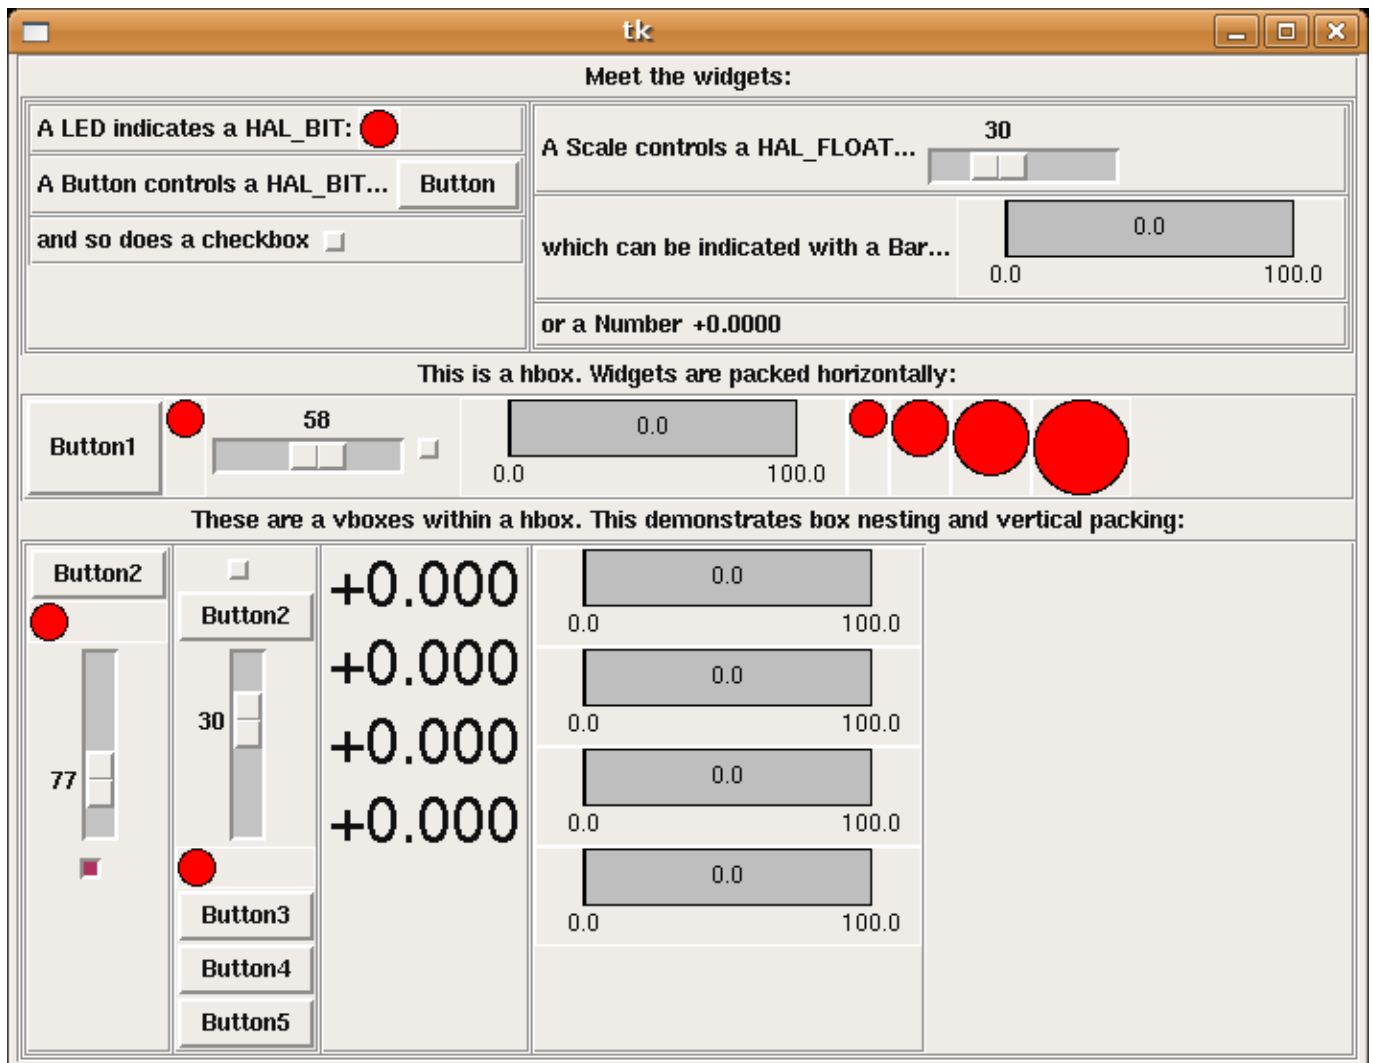 tk
Meet the widgets:
A LED indicates a HAL_BIT:
A Button controls a HAL_BIT... Button
and so does a checkbox
30
A Scale controls a HAL_FLOAT...
0.0
which can be indicated with a Bar...
0.0 100.0
or a Number +0.0000
This is a hbox. Widgets are packed horizontally:
Button1
58
0.0
0.0 100.0
These are a vboxes within a hbox. This demonstrates box nesting and vertical packing:
Button2
77
Button2
30
Button3
Button4
Button5
+0.000
+0.000
+0.000
+0.000
0.0
0.0 100.0
0.0
0.0 100.0
0.0
0.0 100.0
0.0
0.0 100.0